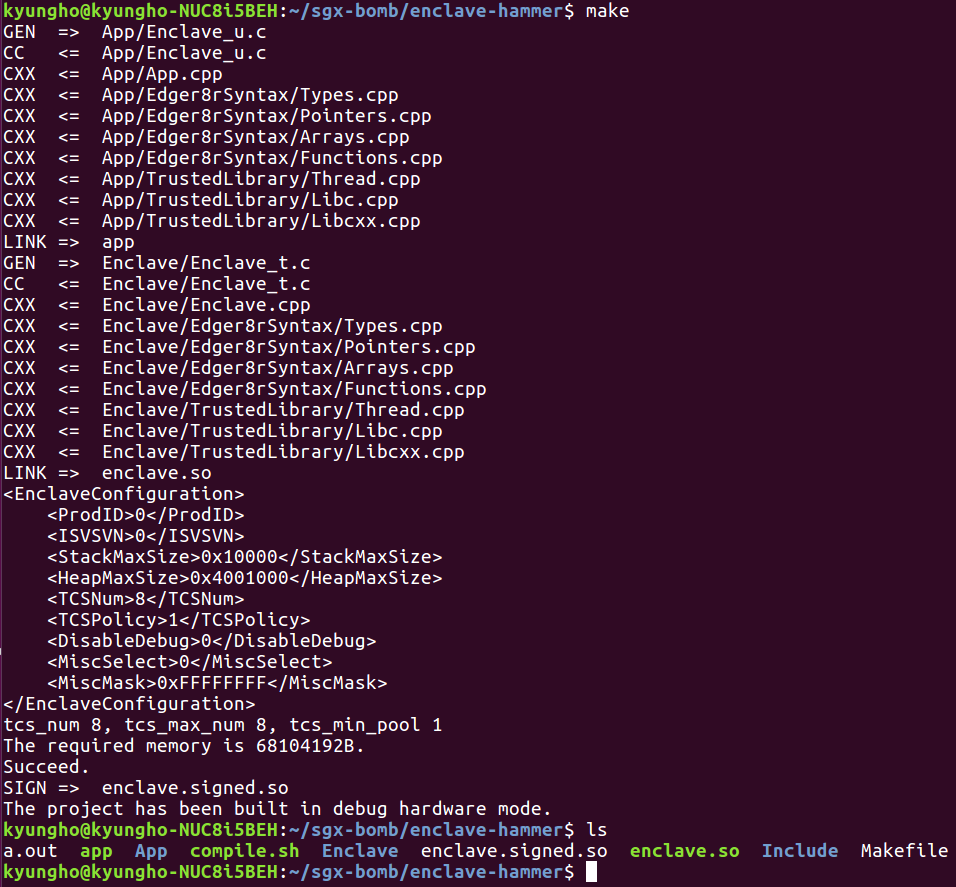 kyungho@kyungho-NUC8i5BEH:~/sgx-bomb/enclave-hammer$ make
GEN  =>  App/Enclave_u.c
CC   <=  App/Enclave_u.c
CXX  <=  App/App.cpp
CXX  <=  App/Edger8rSyntax/Types.cpp
CXX  <=  App/Edger8rSyntax/Pointers.cpp
CXX  <=  App/Edger8rSyntax/Arrays.cpp
CXX  <=  App/Edger8rSyntax/Functions.cpp
CXX  <=  App/TrustedLibrary/Thread.cpp
CXX  <=  App/TrustedLibrary/Libc.cpp
CXX  <=  App/TrustedLibrary/Libcxx.cpp
LINK =>  app
GEN  =>  Enclave/Enclave_t.c
CC   <=  Enclave/Enclave_t.c
CXX  <=  Enclave/Enclave.cpp
CXX  <=  Enclave/Edger8rSyntax/Types.cpp
CXX  <=  Enclave/Edger8rSyntax/Pointers.cpp
CXX  <=  Enclave/Edger8rSyntax/Arrays.cpp
CXX  <=  Enclave/Edger8rSyntax/Functions.cpp
CXX  <=  Enclave/TrustedLibrary/Thread.cpp
CXX  <=  Enclave/TrustedLibrary/Libc.cpp
CXX  <=  Enclave/TrustedLibrary/Libcxx.cpp
LINK =>  enclave.so
<EnclaveConfiguration>
    <ProdID>0</ProdID>
    <ISVSVN>0</ISVSVN>
    <StackMaxSize>0x10000</StackMaxSize>
    <HeapMaxSize>0x4001000</HeapMaxSize>
    <TCSNum>8</TCSNum>
    <TCSPolicy>1</TCSPolicy>
    <DisableDebug>0</DisableDebug>
    <MiscSelect>0</MiscSelect>
    <MiscMask>0xFFFFFFFF</MiscMask>
</EnclaveConfiguration>
tcs_num 8, tcs_max_num 8, tcs_min_pool 1
The required memory is 68104192B.
Succeed.
SIGN =>  enclave.signed.so
The project has been built in debug hardware mode.
kyungho@kyungho-NUC8i5BEH:~/sgx-bomb/enclave-hammer$ ls
a.out  app  App  compile.sh  Enclave  enclave.signed.so  enclave.so  Include  Makefile
kyungho@kyungho-NUC8i5BEH:~/sgx-bomb/enclave-hammer$